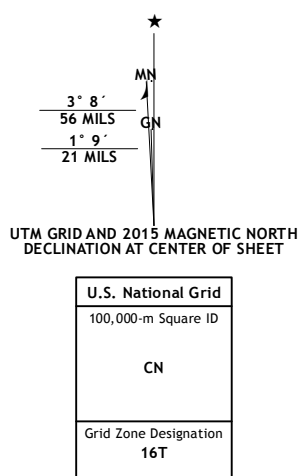 ★
MN
3° 8´
56 MILS
GN
1° 9´
21 MILS
UTM GRID AND 2015 MAGNETIC NORTH
DECLINATION AT CENTER OF SHEET
U.S. National Grid
100,000-m Square ID
CN
Grid Zone Designation
16T